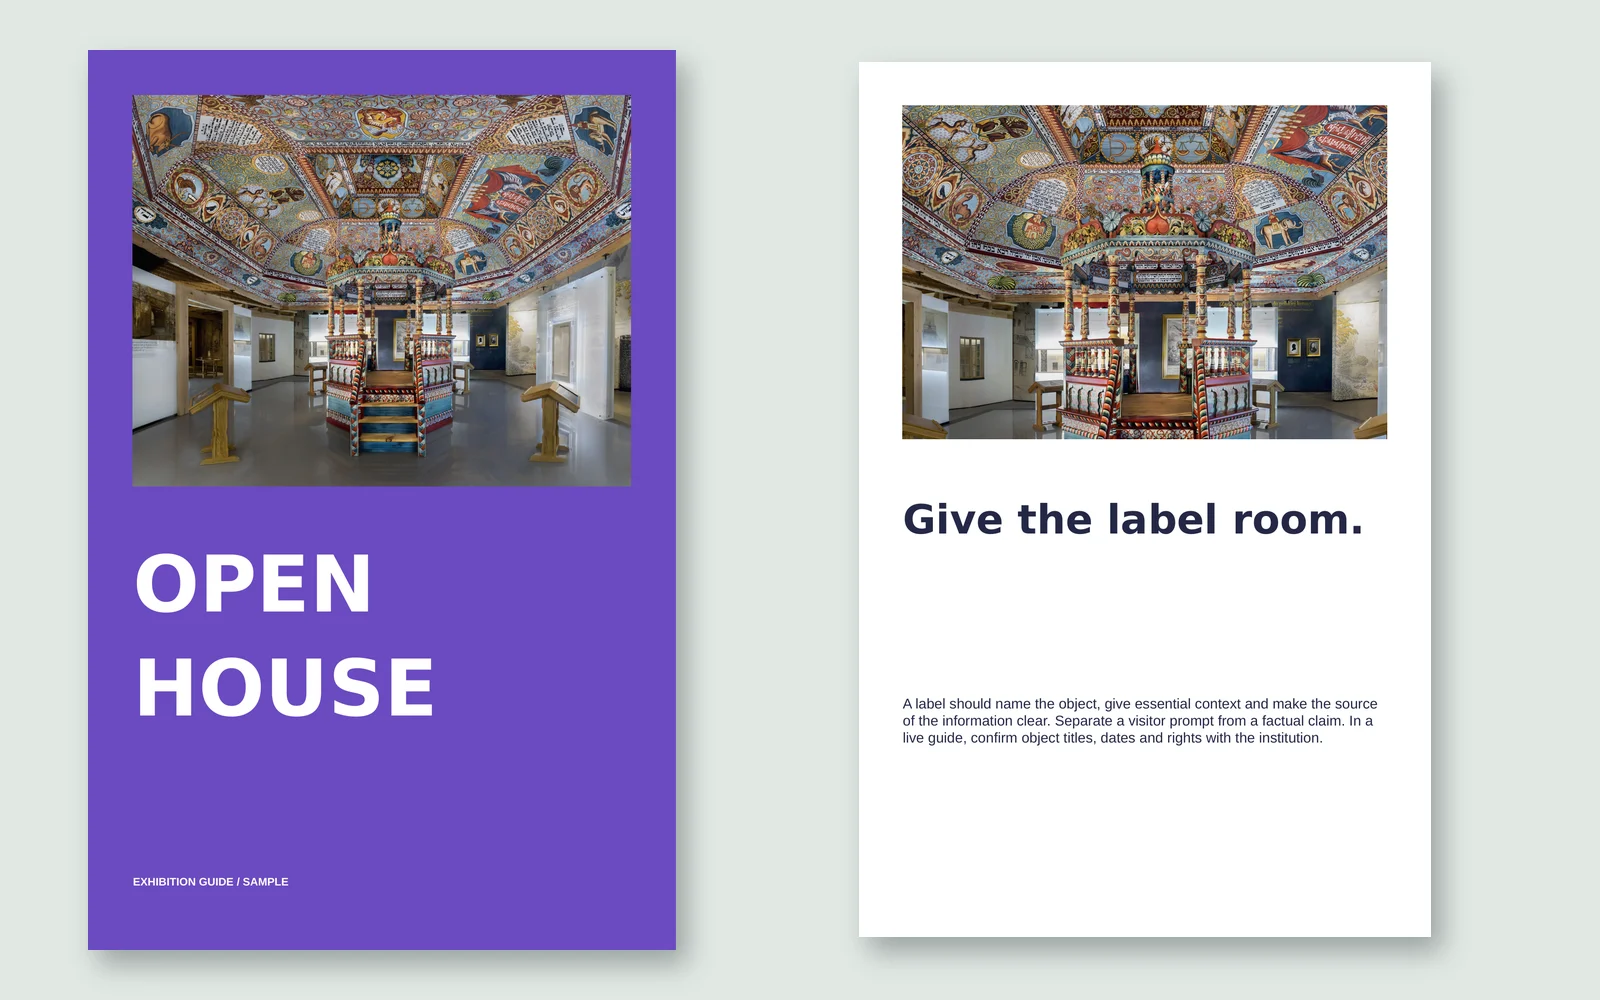 OPEN
HOUSE
EXHIBITION GUIDE / SAMPLE
Give the label room.
A label should name the object, give essential context and make the source
of the information clear. Separate a visitor prompt from a factual claim. In a
live guide, confirm object titles, dates and rights with the institution.